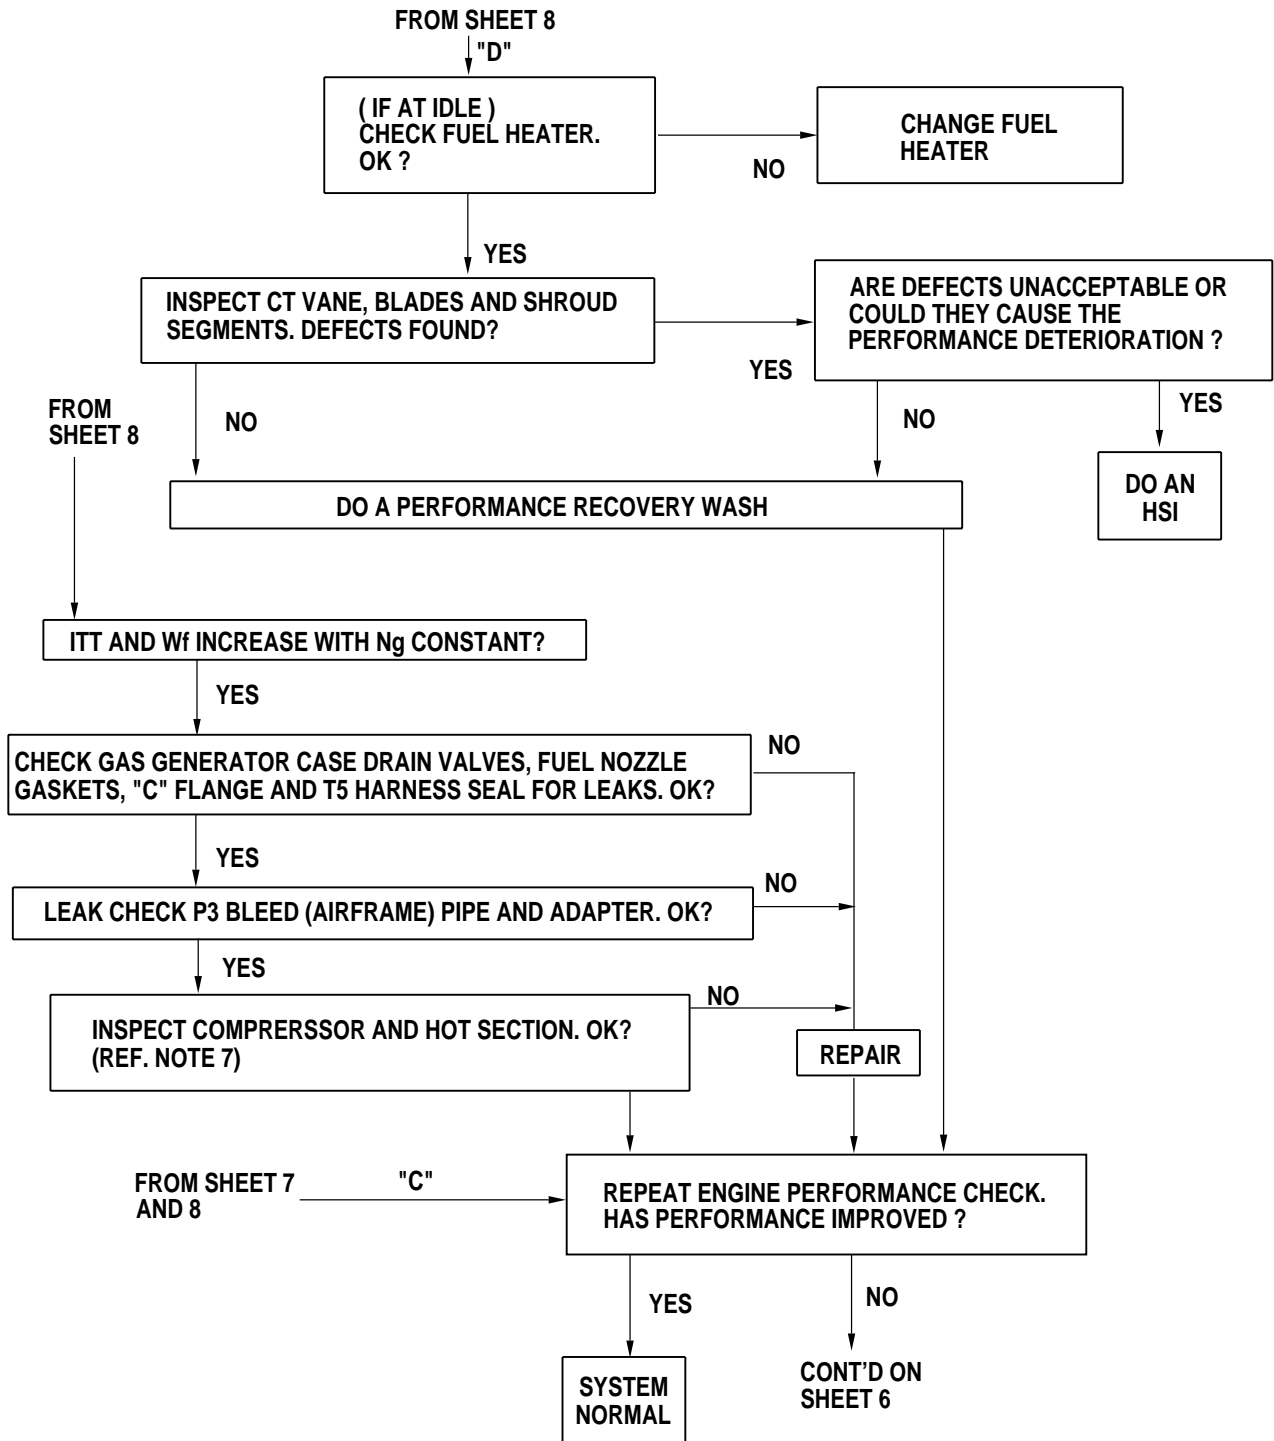 FROM SHEET 8
"D"
( IF AT IDLE )
CHECK FUEL HEATER.
OK ?
NO
CHANGE FUEL
HEATER
YES
INSPECT CT VANE, BLADES AND SHROUD
SEGMENTS. DEFECTS FOUND?
YES
ARE DEFECTS UNACCEPTABLE OR
COULD THEY CAUSE THE
PERFORMANCE DETERIORATION ?
FROM
SHEET 8
NO
NO
YES
DO A PERFORMANCE RECOVERY WASH
DO AN
HSI
ITT AND Wf INCREASE WITH Ng CONSTANT?
YES
CHECK GAS GENERATOR CASE DRAIN VALVES, FUEL NOZZLE
GASKETS, "C" FLANGE AND T5 HARNESS SEAL FOR LEAKS. OK?
NO
YES
LEAK CHECK P3 BLEED (AIRFRAME) PIPE AND ADAPTER. OK?
NO
YES
INSPECT COMPRERSSOR AND HOT SECTION. OK?
(REF. NOTE 7)
NO
REPAIR
FROM SHEET 7
AND 8
"C"
REPEAT ENGINE PERFORMANCE CHECK.
HAS PERFORMANCE IMPROVED ?
YES
NO
SYSTEM
NORMAL
CONT'D ON
SHEET 6